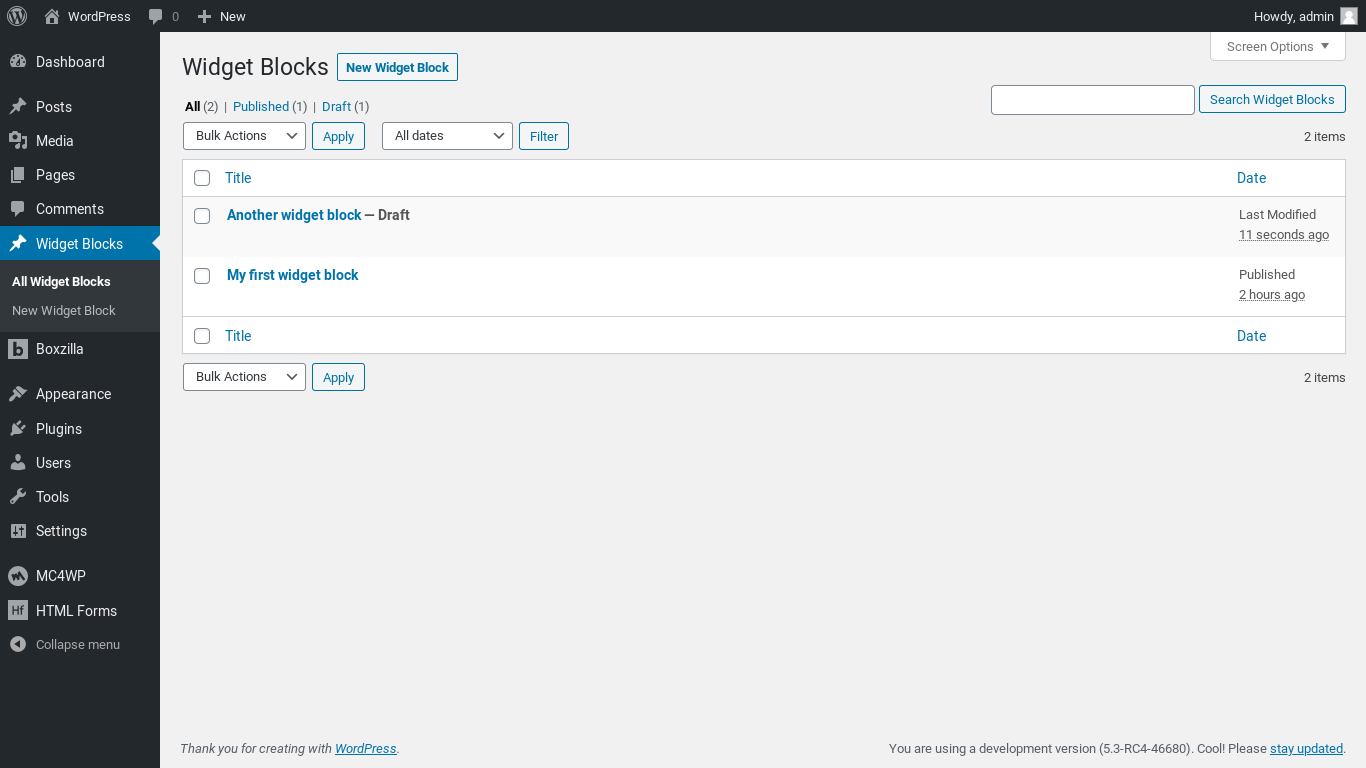 WordPress
0
New
Howdy, admin
Screen Options
Dashboard
Posts
Media
Pages
Comments
Widget Blocks
All Widget Blocks
New Widget Block
Boxzilla
Appearance
Plugins
Users
Tools
Settings
MC4WP
Hf HTML Forms
Collapse menu
Widget Blocks New Widget Block
All (2) | Published (1) | Draft (1)
Search Widget Blocks
Bulk Actions Apply All dates Filter 2 items
Title Date
Another widget block — Draft Last Modified
11 seconds ago
My first widget block Published
2 hours ago
Title Date
Bulk Actions Apply 2 items
Thank you for creating with WordPress. You are using a development version (5.3-RC4-46680). Cool! Please stay updated.